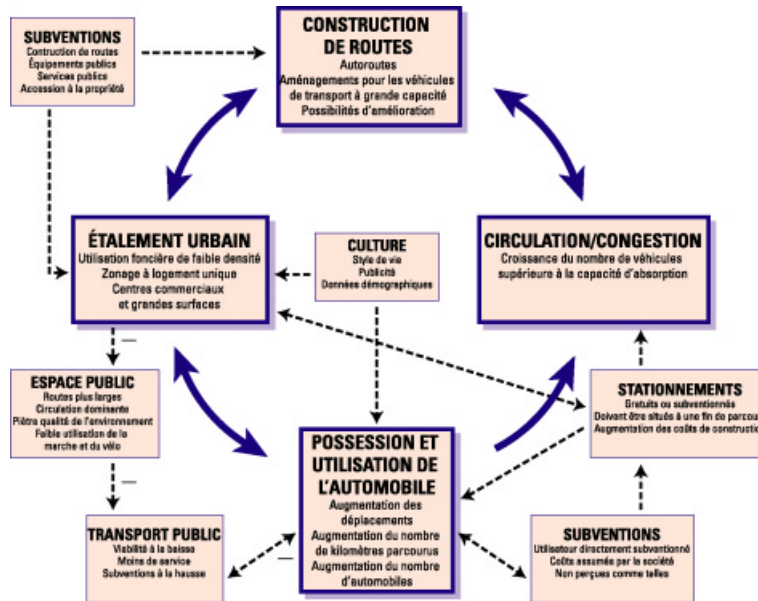 SUBVENTIONS
Contruction de routes
Équipements publics
Services publics
Accession à la propriété
CONSTRUCTION
DE ROUTES
Autoroutes
Aménagements pour les véhicules
de transport à grande capacité
Possibilités d'amélioration
ÉTALEMENT URBAIN
Utilisation foncière de faible densité
Zonage à logement unique
Centres commerciaux
et grandes surfaces
CULTURE
Style de vie
Publicité
Données démographiques
CIRCULATION/CONGESTION
Croissance du nombre de véhicules
supérieure à la capacité d'absorption
ESPACE PUBLIC
Routes plus larges
Circulation dominante
Piètre qualité de l'environnement
Faible utilisation de la
marche et du vélo
STATIONNEMENTS
Gratuits ou subventionnés
Doivent être situés à une fin de parcours
Augmentation des coûts de construction
POSSESSION ET
UTILISATION DE
L'AUTOMOBILE
Augmentation des
déplacements
Augmentation du nombre
de kilomètres parcourus
Augmentation du nombre
d'automobiles
TRANSPORT PUBLIC
Viabilité à la baisse
Moins de service
Subventions à la hausse
SUBVENTIONS
Utilisateur directement subventionné
Coûts assumés par la société
Non perçues comme telles